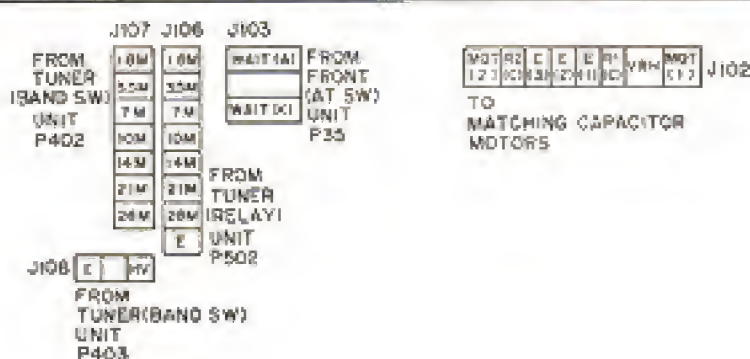 J107 J106 J103
FROM TUNER (BAND SW) UNIT P402
1.8M
3.5M
7M
10M
14M
21M
28M
1.8M
3.5M
7M
10M
14M
21M
28M
E
FROM TUNER (RELAY) UNIT P502
WAIT (A)
WAIT (K)
FROM FRONT (AT SW) UNIT P35
J102
MOT
E
E
E
MOT
TO
MATCHING CAPACITOR
MOTORS
J108
E
HV
FROM
TUNER(BAND SW)
UNIT
P403